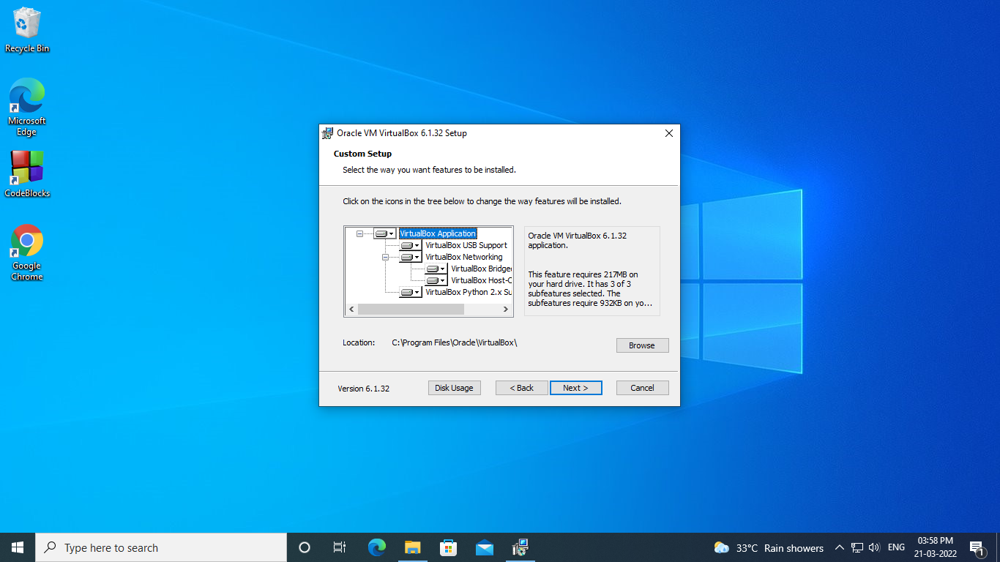 Recycle Bin
Microsoft
Edge
CodeBlocks
Google
Chrome
Oracle VM VirtualBox 6.1.32 Setup
Custom Setup
Select the way you want features to be installed.
Click on the icons in the tree below to change the way features will be installed.
VirtualBox Application
VirtualBox USB Support
VirtualBox Networking
VirtualBox Bridge
VirtualBox Host-C
VirtualBox Python 2.x Su
Oracle VM VirtualBox 6.1.32
application.
This feature requires 217MB on
your hard drive. It has 3 of 3
subfeatures selected. The
subfeatures require 932KB on yo...
Location: C:\Program Files\Oracle\VirtualBox\
Browse
Version 6.1.32
Disk Usage
< Back
Next >
Cancel
Type here to search
33°C Rain showers
ENG
03:58 PM
21-03-2022
1